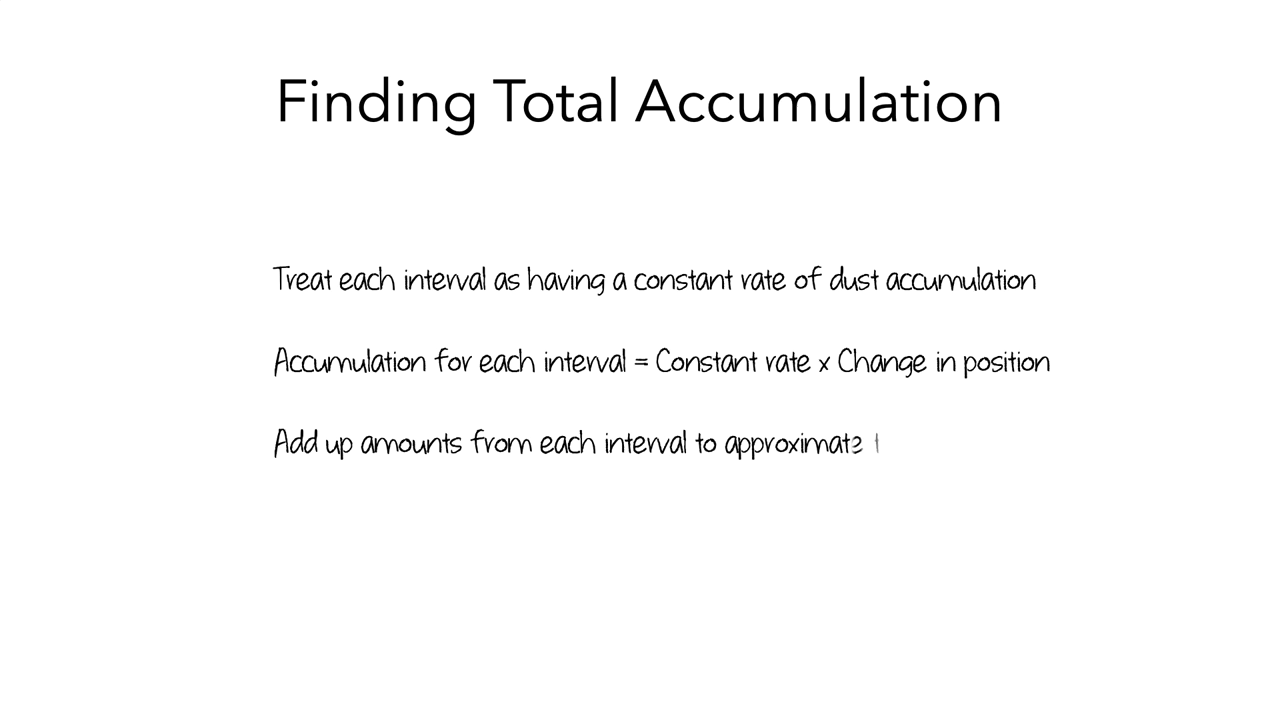 Finding Total Accumulation
Treat each interval as having a constant rate of dust accumulation
Accumulation for each interval = Constant rate x Change in position
Add up amounts from each interval to approximate